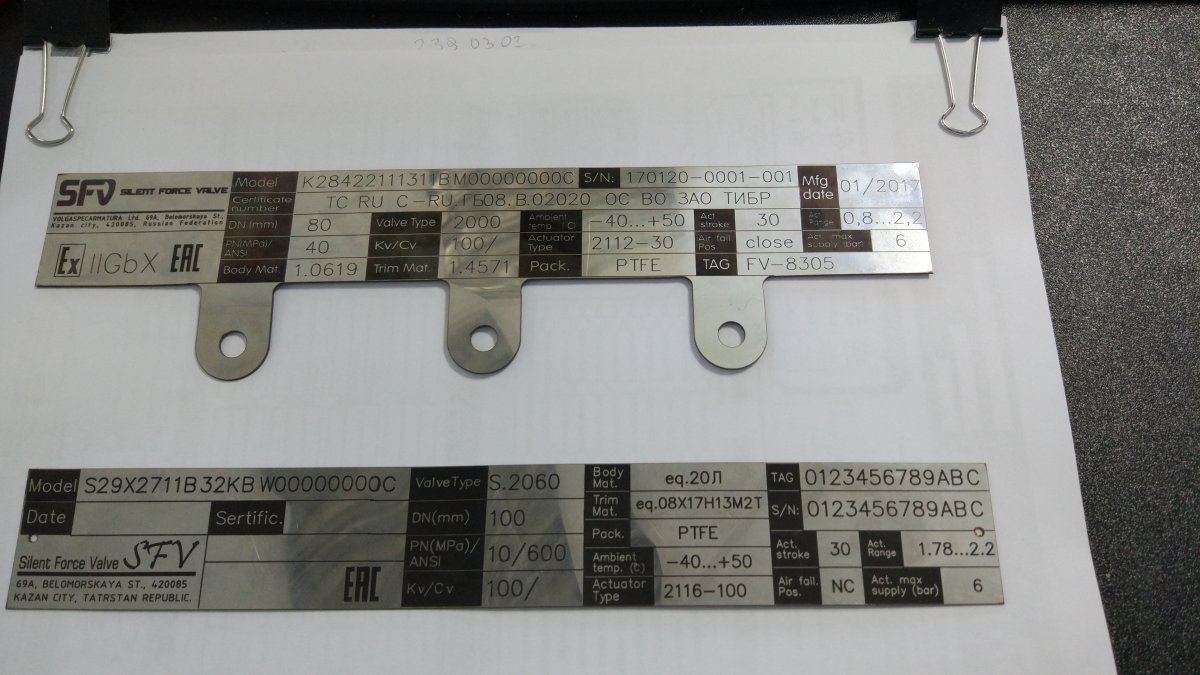 SFV SILENT FORCE VALVE
VOLGASPECARMATURA Ltd. 69A, Belomorskaya St.,
Kazan city, 420085, Russian Federation
Ex IIGb X EAC
Model K28422111311BM00000000C S/N: 170120-0001-001 Mfg date 01/2017
Certificate number TC RU C-RU.ГБ08.В.02020 ОС ВО ЗАО ТИБР
DN (mm) 80 Valve Type 2000 Ambient temp. (C) -40...+50 Act. stroke 30 Act. Range 0,8...2,2
PN(MPa)/ ANSI 40 Kv/Cv 100/ Actuator Type 2112-30 Air fail. Pos. close Act. max supply (bar) 6
Body Mat. 1.0619 Trim Mat. 1.4571 Pack. PTFE TAG FV-8305
Model S29X2711B32KBW00000000C
Date Sertific.
Silent Force Valve SFV
69A, BELOMORSKAYA ST., 420085
KAZAN CITY, TATRSTAN REPUBLIC.
EAC
Valve Type S.2060
DN(mm) 100
PN(MPa)/ ANSI 10/600
Kv/Cv 100/
Body Mat. eq.20Л
Trim Mat. eq.08Х17Н13М2Т
Pack. PTFE
Ambient temp. (C) -40...+50
Actuator Type 2116-100
TAG 0123456789ABC
S/N: 0123456789ABC
Act. stroke 30 Act. Range 1.78...2.2
Air fail. Pos. NC Act. max supply (bar) 6